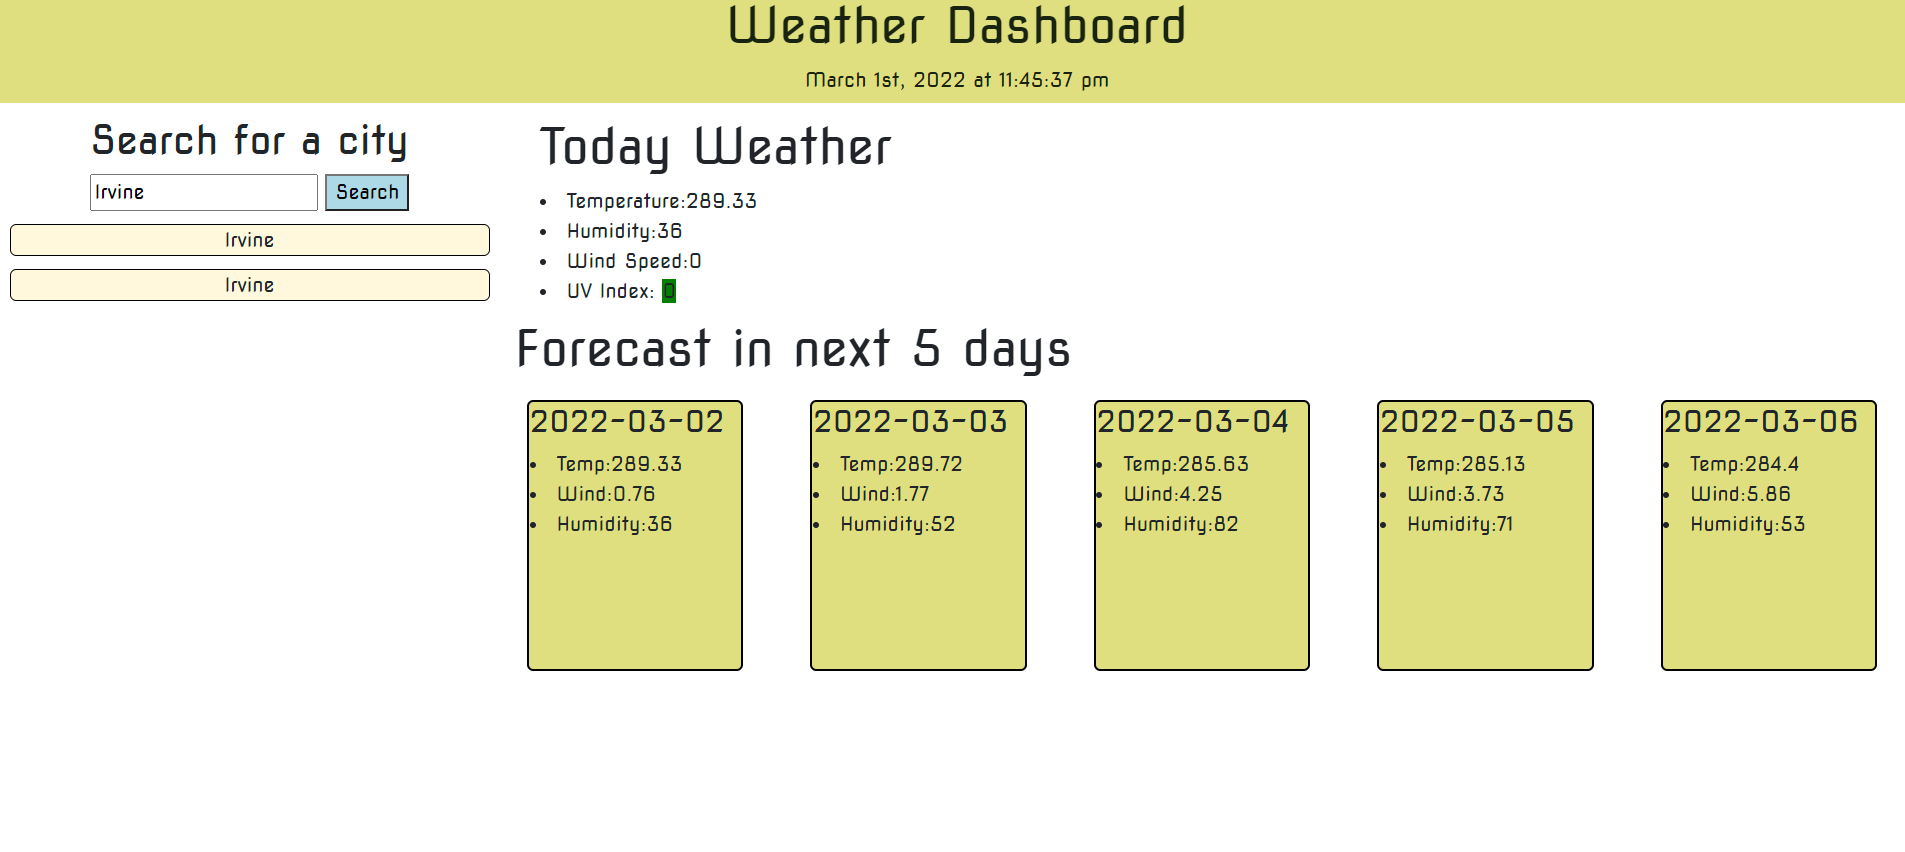 Weather Dashboard
March 1st, 2022 at 11:45:37 pm
Search for a city
Irvine Search
Irvine
Irvine
Today Weather
Temperature:289.33
Humidity:36
Wind Speed:0
UV Index: 0
Forecast in next 5 days
2022-03-02
Temp:289.33
Wind:0.76
Humidity:36
2022-03-03
Temp:289.72
Wind:1.77
Humidity:52
2022-03-04
Temp:285.63
Wind:4.25
Humidity:82
2022-03-05
Temp:285.13
Wind:3.73
Humidity:71
2022-03-06
Temp:284.4
Wind:5.86
Humidity:53